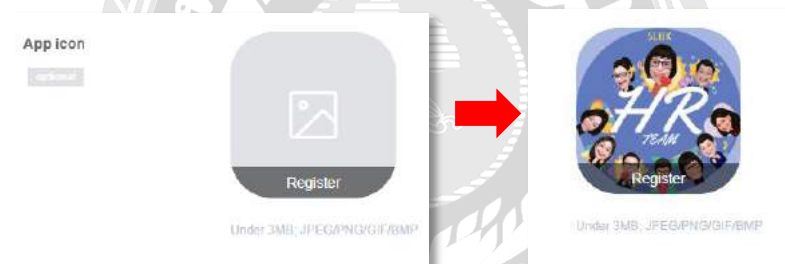 App icon
optional
Register
Under 3MB; JPEG/PNG/GIF/BMP
HR
TEAM
Register
Under 3MB; JPEG/PNG/GIF/BMP